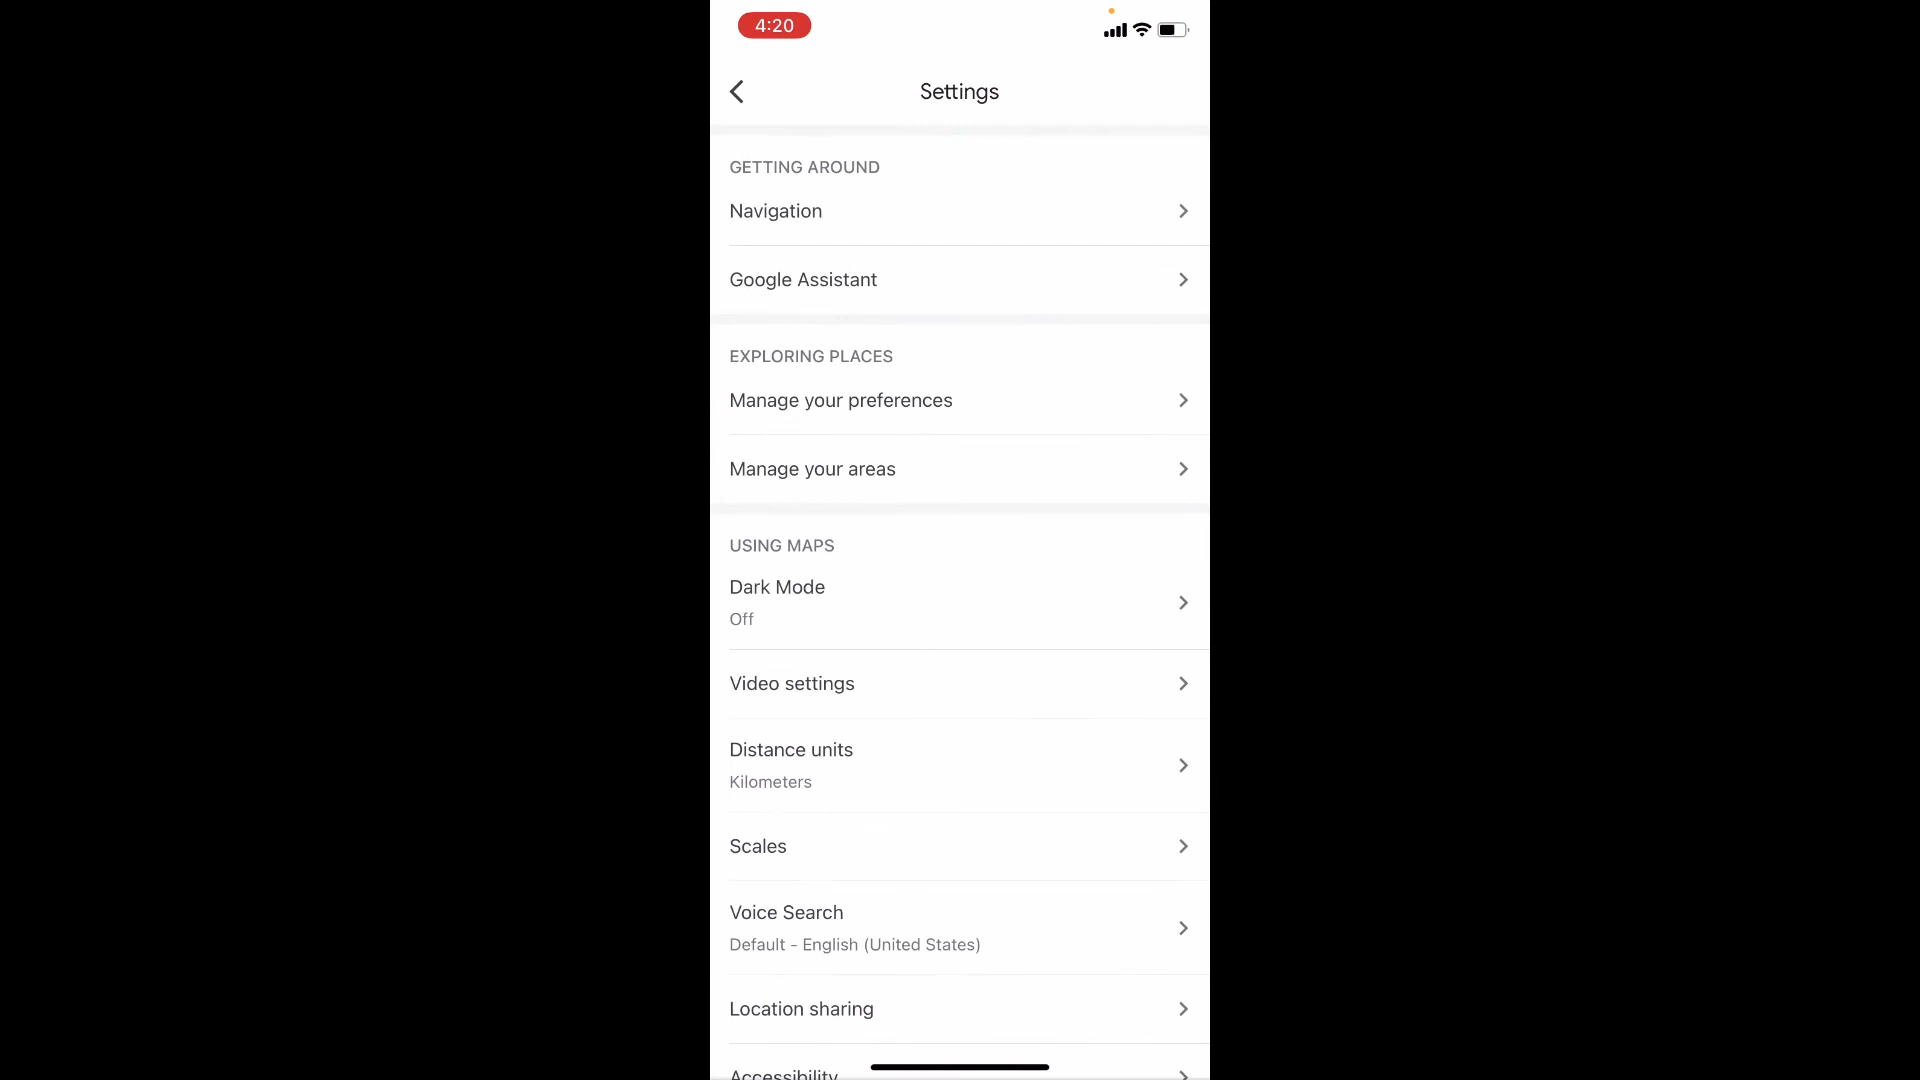 4:20
Settings
GETTING AROUND
Navigation
Google Assistant
EXPLORING PLACES
Manage your preferences
Manage your areas
USING MAPS
Dark Mode
Off
Video settings
Distance units
Kilometers
Scales
Voice Search
Default - English (United States)
Location sharing
Accessibility